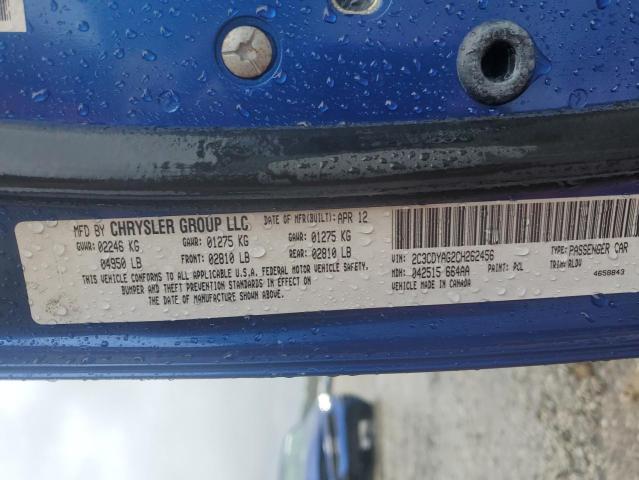 MFD BY CHRYSLER GROUP LLC DATE OF MFR(BUILT): APR 12
GVWR: 02246 KG GAWR: 01275 KG GAWR: 01275 KG
04950 LB FRONT: 02810 LB REAR: 02810 LB
THIS VEHICLE CONFORMS TO ALL APPLICABLE U.S.A. FEDERAL MOTOR VEHICLE SAFETY,
BUMPER AND THEFT PREVENTION STANDARDS IN EFFECT ON
THE DATE OF MANUFACTURE SHOWN ABOVE.
VIN: 2C3CDYAG2CH262456 TYPE: PASSENGER CAR
MDH: 042515 664AA PAINT: PCL TRIM: RLDV
VEHICLE MADE IN CANADA 4658843